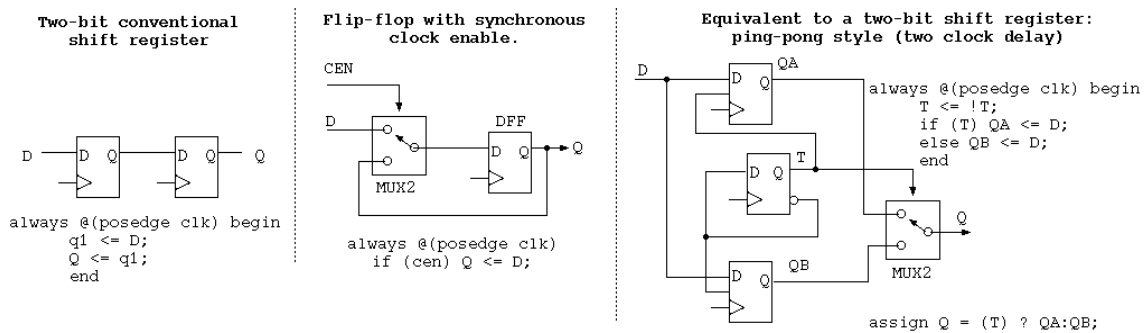 Two-bit conventional
shift register
D
D Q
D Q
Q
always @(posedge clk) begin
q1 <= D;
Q <= q1;
end
Flip-flop with synchronous
clock enable.
CEN
D
MUX2
DFF
D Q
Q
always @(posedge clk)
if (cen) Q <= D;
Equivalent to a two-bit shift register:
ping-pong style (two clock delay)
D
D Q
QA
always @(posedge clk) begin
T <= !T;
if (T) QA <= D;
else QB <= D;
end
D Q
T
Q
MUX2
D Q
QB
assign Q = (T) ? QA:QB;